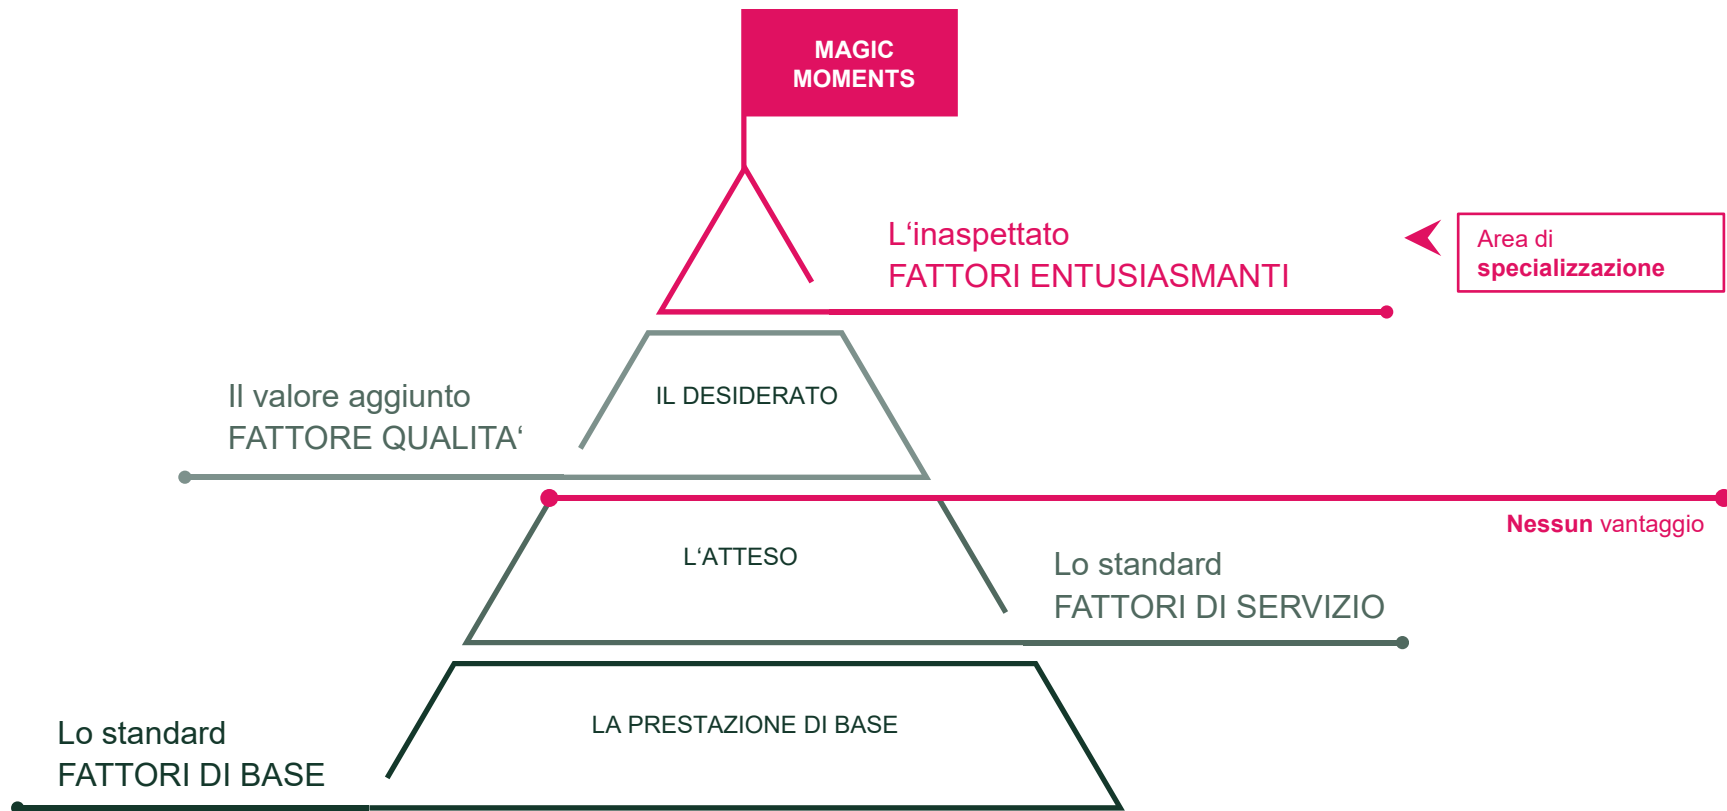 MAGIC
MOMENTS
L‘inaspettato
FATTORI ENTUSIASMANTI
Area di
specializzazione
Il valore aggiunto
FATTORE QUALITA‘
IL DESIDERATO
Nessun vantaggio
L‘ATTESO
Lo standard
FATTORI DI SERVIZIO
LA PRESTAZIONE DI BASE
Lo standard
FATTORI DI BASE